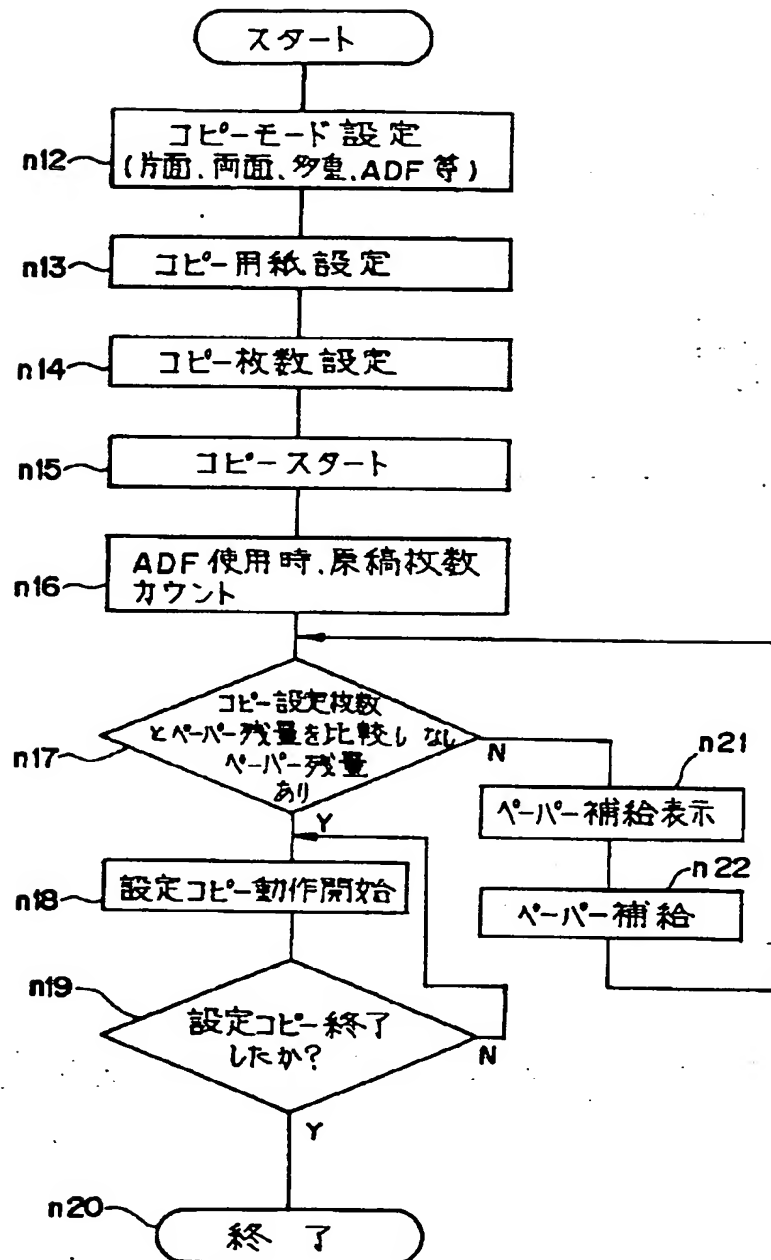 スタート
n12
コピーモード設定
(片面、両面、多重、ADF等)
n13
コピー用紙設定
n14
コピー枚数設定
n15
コピースタート
n16
ADF使用時、原稿枚数
カウント
n17
コピー設定枚数
とペーパー残量を比較し なし
ペーパー残量
あり
N
Y
n21
ペーパー補給表示
n22
ペーパー補給
n18
設定コピー動作開始
n19
設定コピー終了
したか?
N
Y
n20
終了